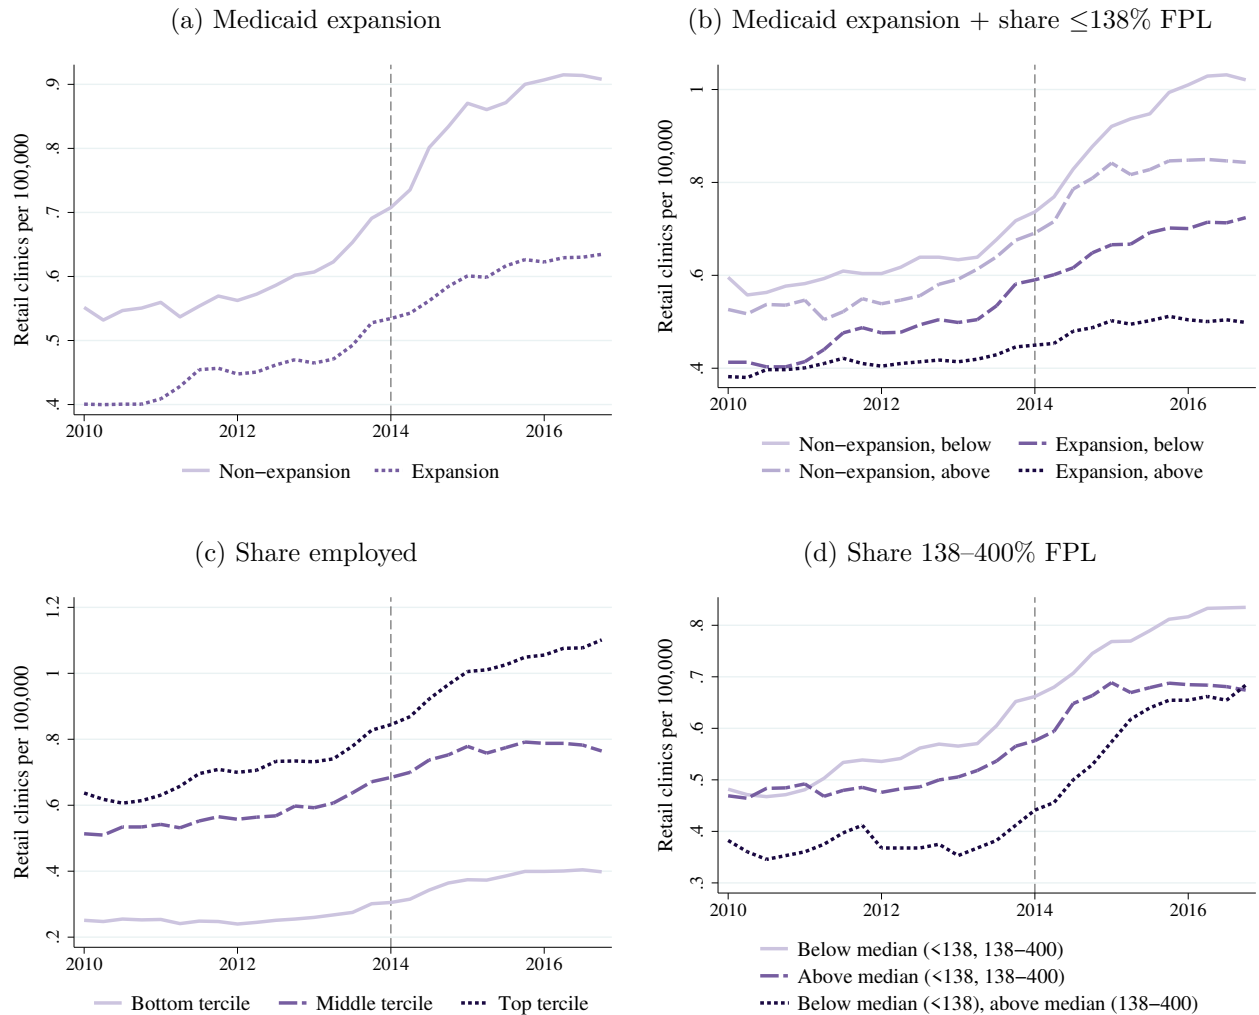 (a) Medicaid expansion
Retail clinics per 100,000
.9
.8
.7
.6
.5
.4
2010 2012 2014 2016
Non−expansion Expansion
(b) Medicaid expansion + share ≤138% FPL
Retail clinics per 100,000
1
.8
.6
.4
2010 2012 2014 2016
Non−expansion, below Expansion, below
Non−expansion, above Expansion, above
(c) Share employed
Retail clinics per 100,000
1.2
1
.8
.6
.4
.2
2010 2012 2014 2016
Bottom tercile Middle tercile Top tercile
(d) Share 138–400% FPL
Retail clinics per 100,000
.8
.7
.6
.5
.4
.3
2010 2012 2014 2016
Below median (<138, 138−400)
Above median (<138, 138−400)
Below median (<138), above median (138−400)